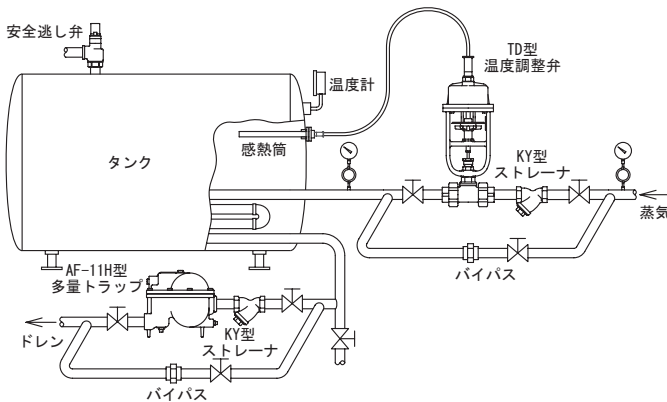 安全逃し弁
温度計
TD型
温度調整弁
タンク
感熱筒
KY型
ストレーナ
蒸気
バイパス
AF-11H型
多量トラップ
ドレン
KY型
ストレーナ
バイパス